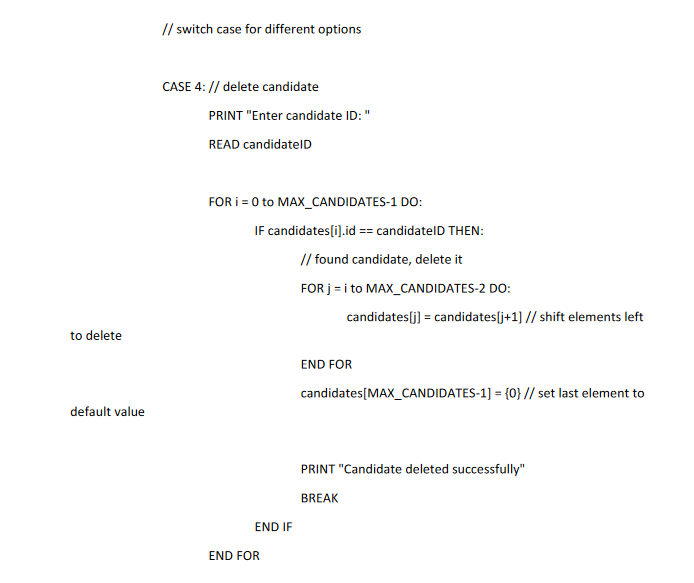 // switch case for different options
CASE 4: // delete candidate
PRINT "Enter candidate ID: "
READ candidateID
FOR i = 0 to MAX_CANDIDATES-1 DO:
IF candidates[i].id == candidateID THEN:
// found candidate, delete it
FOR j = i to MAX_CANDIDATES-2 DO:
candidates[j] = candidates[j+1] // shift elements left
to delete
END FOR
candidates[MAX_CANDIDATES-1] = {0} // set last element to
default value
PRINT "Candidate deleted successfully"
BREAK
END IF
END FOR